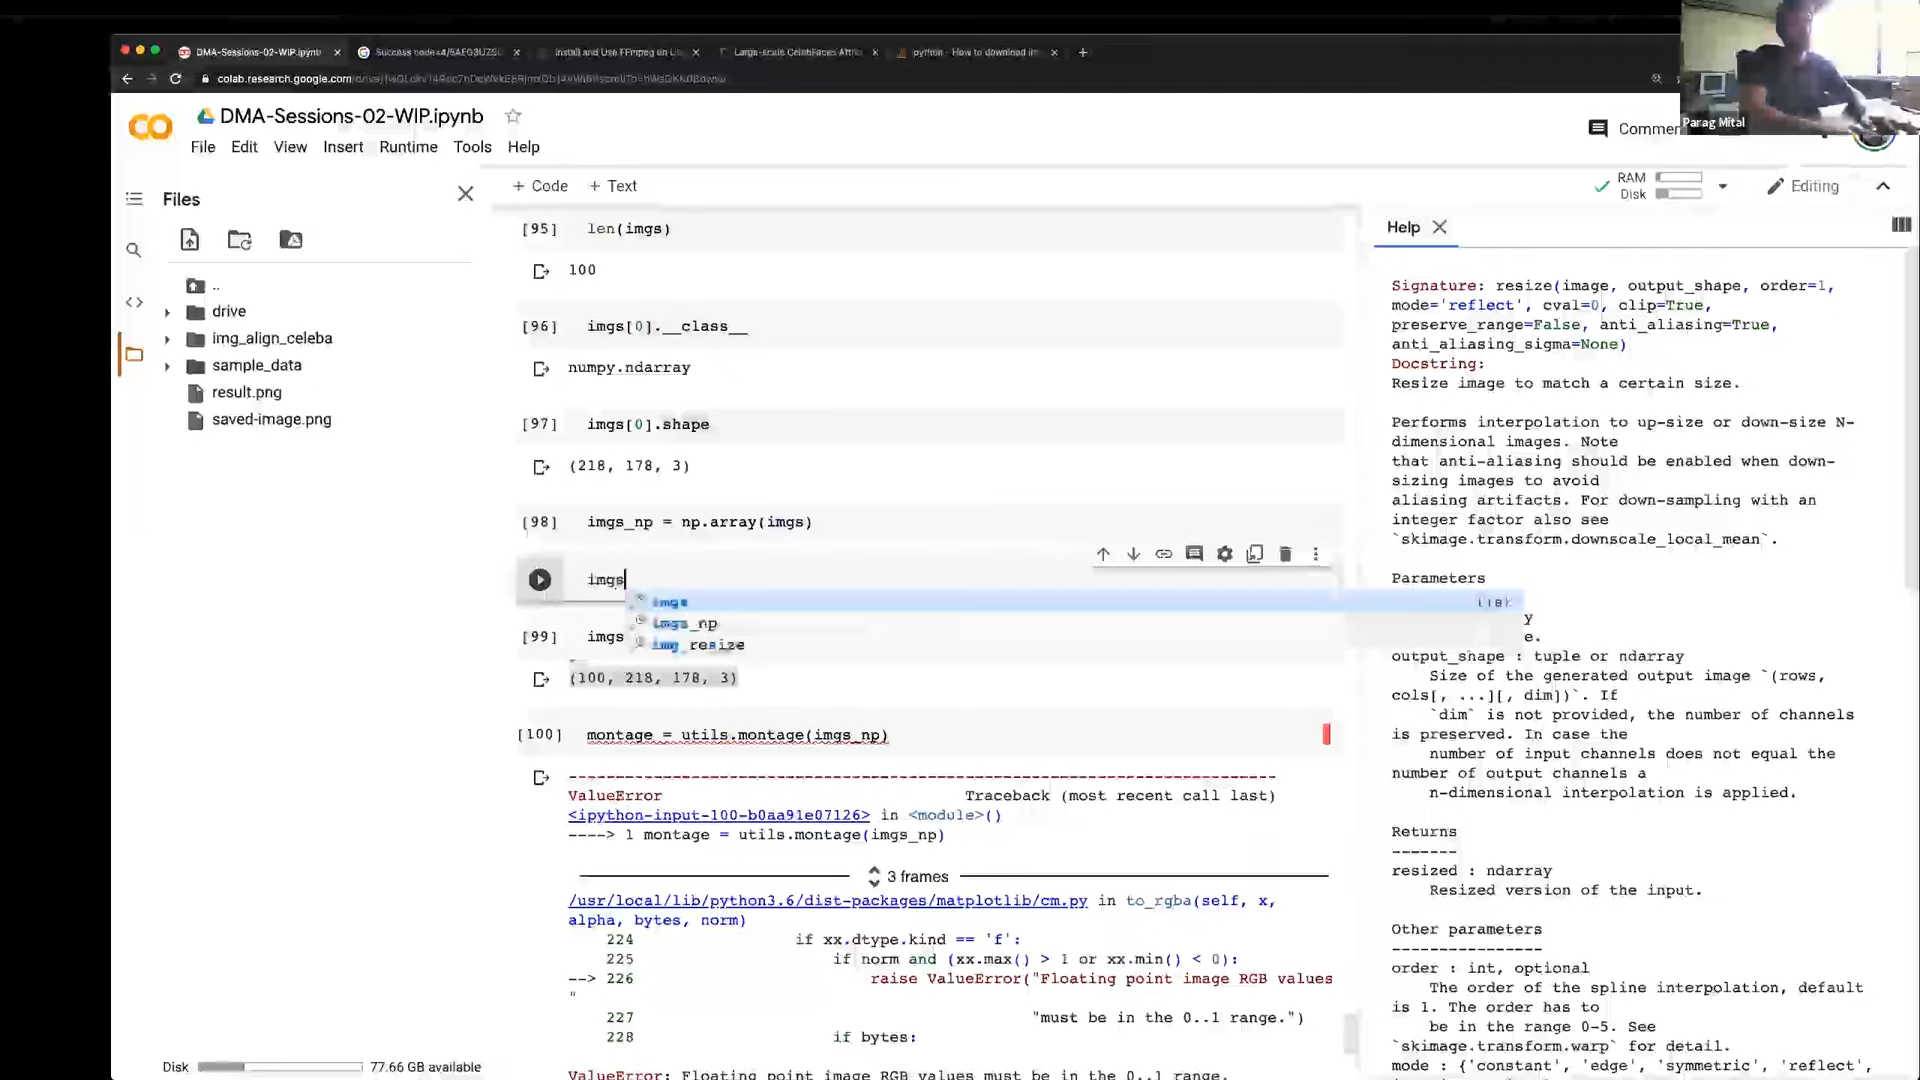 DMA-Sessions-02-WIP.ipynb
Install and Use FFmpeg on
python - How to download
colab.research.google.com
Parag Mital
CO
DMA-Sessions-02-WIP.ipynb
File Edit View Insert Runtime Tools Help
Files
drive
img_align_celeba
sample_data
result.png
saved-image.png
Disk 77.66 GB available
+ Code + Text
RAM
Disk
Editing
[95] len(imgs)
100
[96] imgs[0].__class__
numpy.ndarray
[97] imgs[0].shape
(218, 178, 3)
[98] imgs_np = np.array(imgs)
imgs
imgs
imgs_np
img_resize
[99] imgs
(100, 218, 178, 3)
[100] montage = utils.montage(imgs_np)
---------------------------------------------------------------------------
ValueError Traceback (most recent call last)
<ipython-input-100-b0aa91e07126> in <module>()
----> 1 montage = utils.montage(imgs_np)
3 frames
/usr/local/lib/python3.6/dist-packages/matplotlib/cm.py in to_rgba(self, x,
alpha, bytes, norm)
224 if xx.dtype.kind == 'f':
225 if norm and (xx.max() > 1 or xx.min() < 0):
--> 226 raise ValueError("Floating point image RGB values
"
227 "must be in the 0..1 range.")
228 if bytes:
ValueError: Floating point image RGB values must be in the 0..1 range.
Help
Signature: resize(image, output_shape, order=1,
mode='reflect', cval=0, clip=True,
preserve_range=False, anti_aliasing=True,
anti_aliasing_sigma=None)
Docstring:
Resize image to match a certain size.
Performs interpolation to up-size or down-size N-
dimensional images. Note
that anti-aliasing should be enabled when down-
sizing images to avoid
aliasing artifacts. For down-sampling with an
integer factor also see
`skimage.transform.downscale_local_mean`.
Parameters
y
e.
output_shape : tuple or ndarray
Size of the generated output image `(rows,
cols[, ...][, dim])`. If
`dim` is not provided, the number of channels
is preserved. In case the
number of input channels does not equal the
number of output channels a
n-dimensional interpolation is applied.
Returns
-------
resized : ndarray
Resized version of the input.
Other parameters
----------------
order : int, optional
The order of the spline interpolation, default
is 1. The order has to
be in the range 0-5. See
`skimage.transform.warp` for detail.
mode : {'constant', 'edge', 'symmetric', 'reflect',